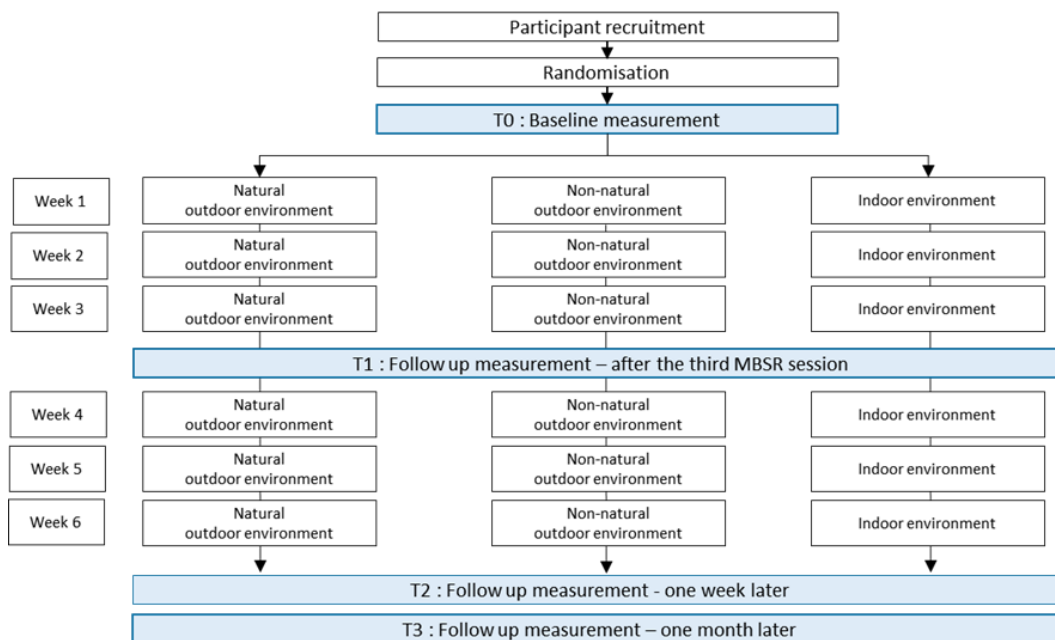 Participant recruitment
Randomisation
T0 : Baseline measurement
Week 1
Natural
outdoor environment
Non-natural
outdoor environment
Indoor environment
Week 2
Natural
outdoor environment
Non-natural
outdoor environment
Indoor environment
Week 3
Natural
outdoor environment
Non-natural
outdoor environment
Indoor environment
T1 : Follow up measurement – after the third MBSR session
Week 4
Natural
outdoor environment
Non-natural
outdoor environment
Indoor environment
Week 5
Natural
outdoor environment
Non-natural
outdoor environment
Indoor environment
Week 6
Natural
outdoor environment
Non-natural
outdoor environment
Indoor environment
T2 : Follow up measurement - one week later
T3 : Follow up measurement – one month later